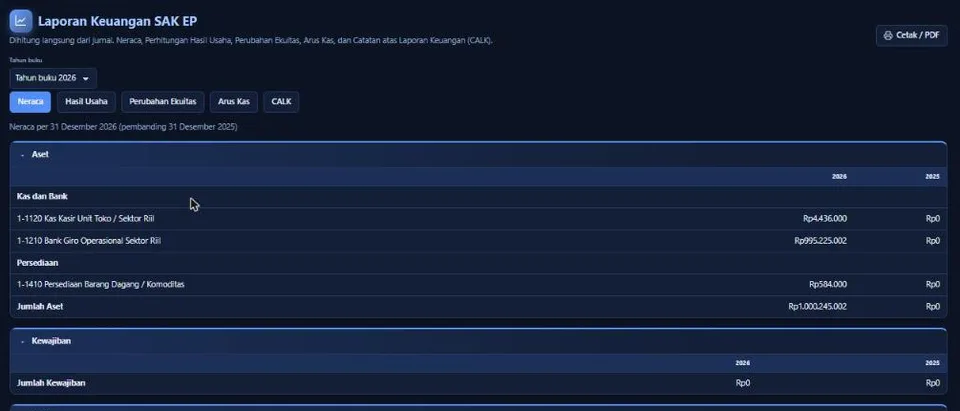 Laporan Keuangan SAK EP
Dihitung langsung dari jurnal. Neraca, Perhitungan Hasil Usaha, Perubahan Ekuitas, Arus Kas, dan Catatan atas Laporan Keuangan (CALK).
Cetak / PDF
Tahun buku
Tahun buku 2026
Neraca Hasil Usaha Perubahan Ekuitas Arus Kas CALK
Neraca per 31 Desember 2026 (pembanding 31 Desember 2025)
Aset
2026 2025
Kas dan Bank
1-1120 Kas Kasir Unit Toko / Sektor Riil Rp4.436.000 Rp0
1-1210 Bank Giro Operasional Sektor Riil Rp995.225.002 Rp0
Persediaan
1-1410 Persediaan Barang Dagang / Komoditas Rp584.000 Rp0
Jumlah Aset Rp1.000.245.002 Rp0
Kewajiban
2026 2025
Jumlah Kewajiban Rp0 Rp0